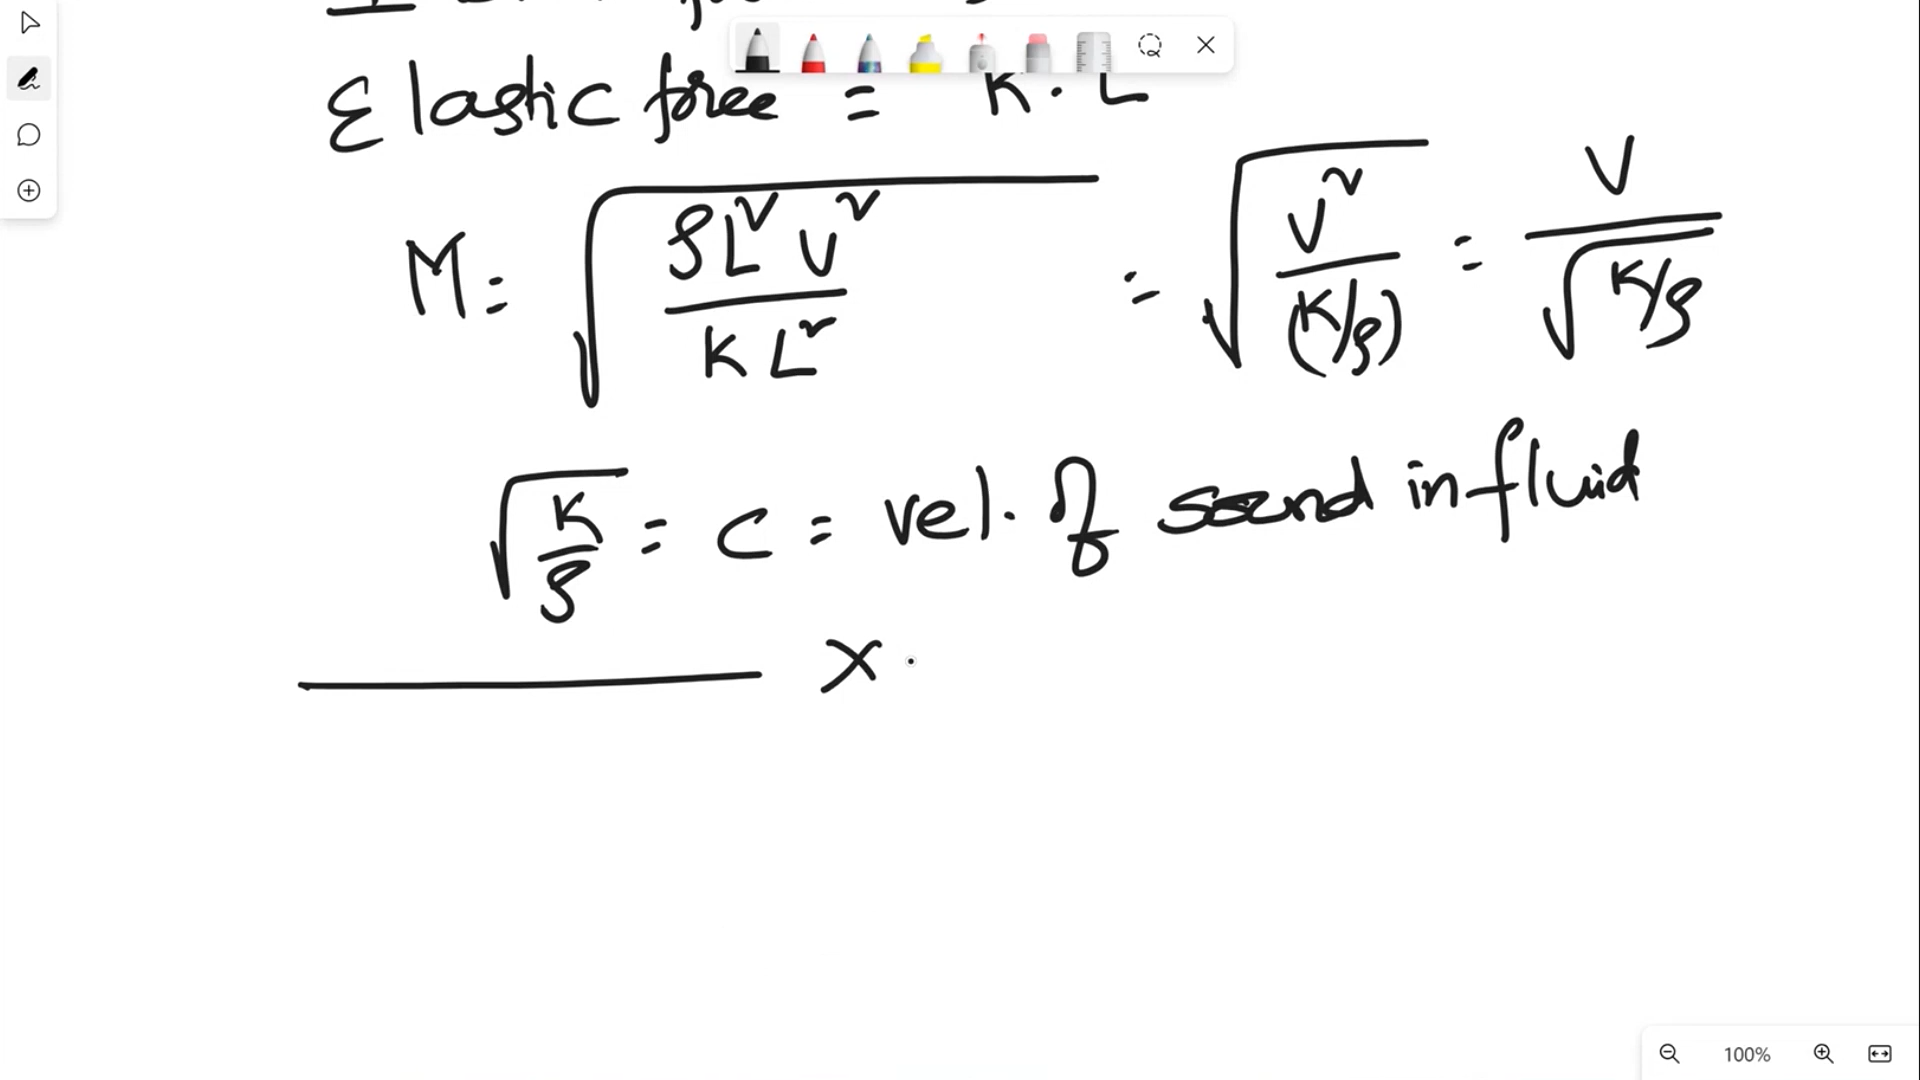 Elastic force = K. L
M = √(ρL²V² / KL²) = √(V² / (K/ρ)) = V / √(K/ρ)
√(K/ρ) = C = vel. of sound in fluid
X
100%